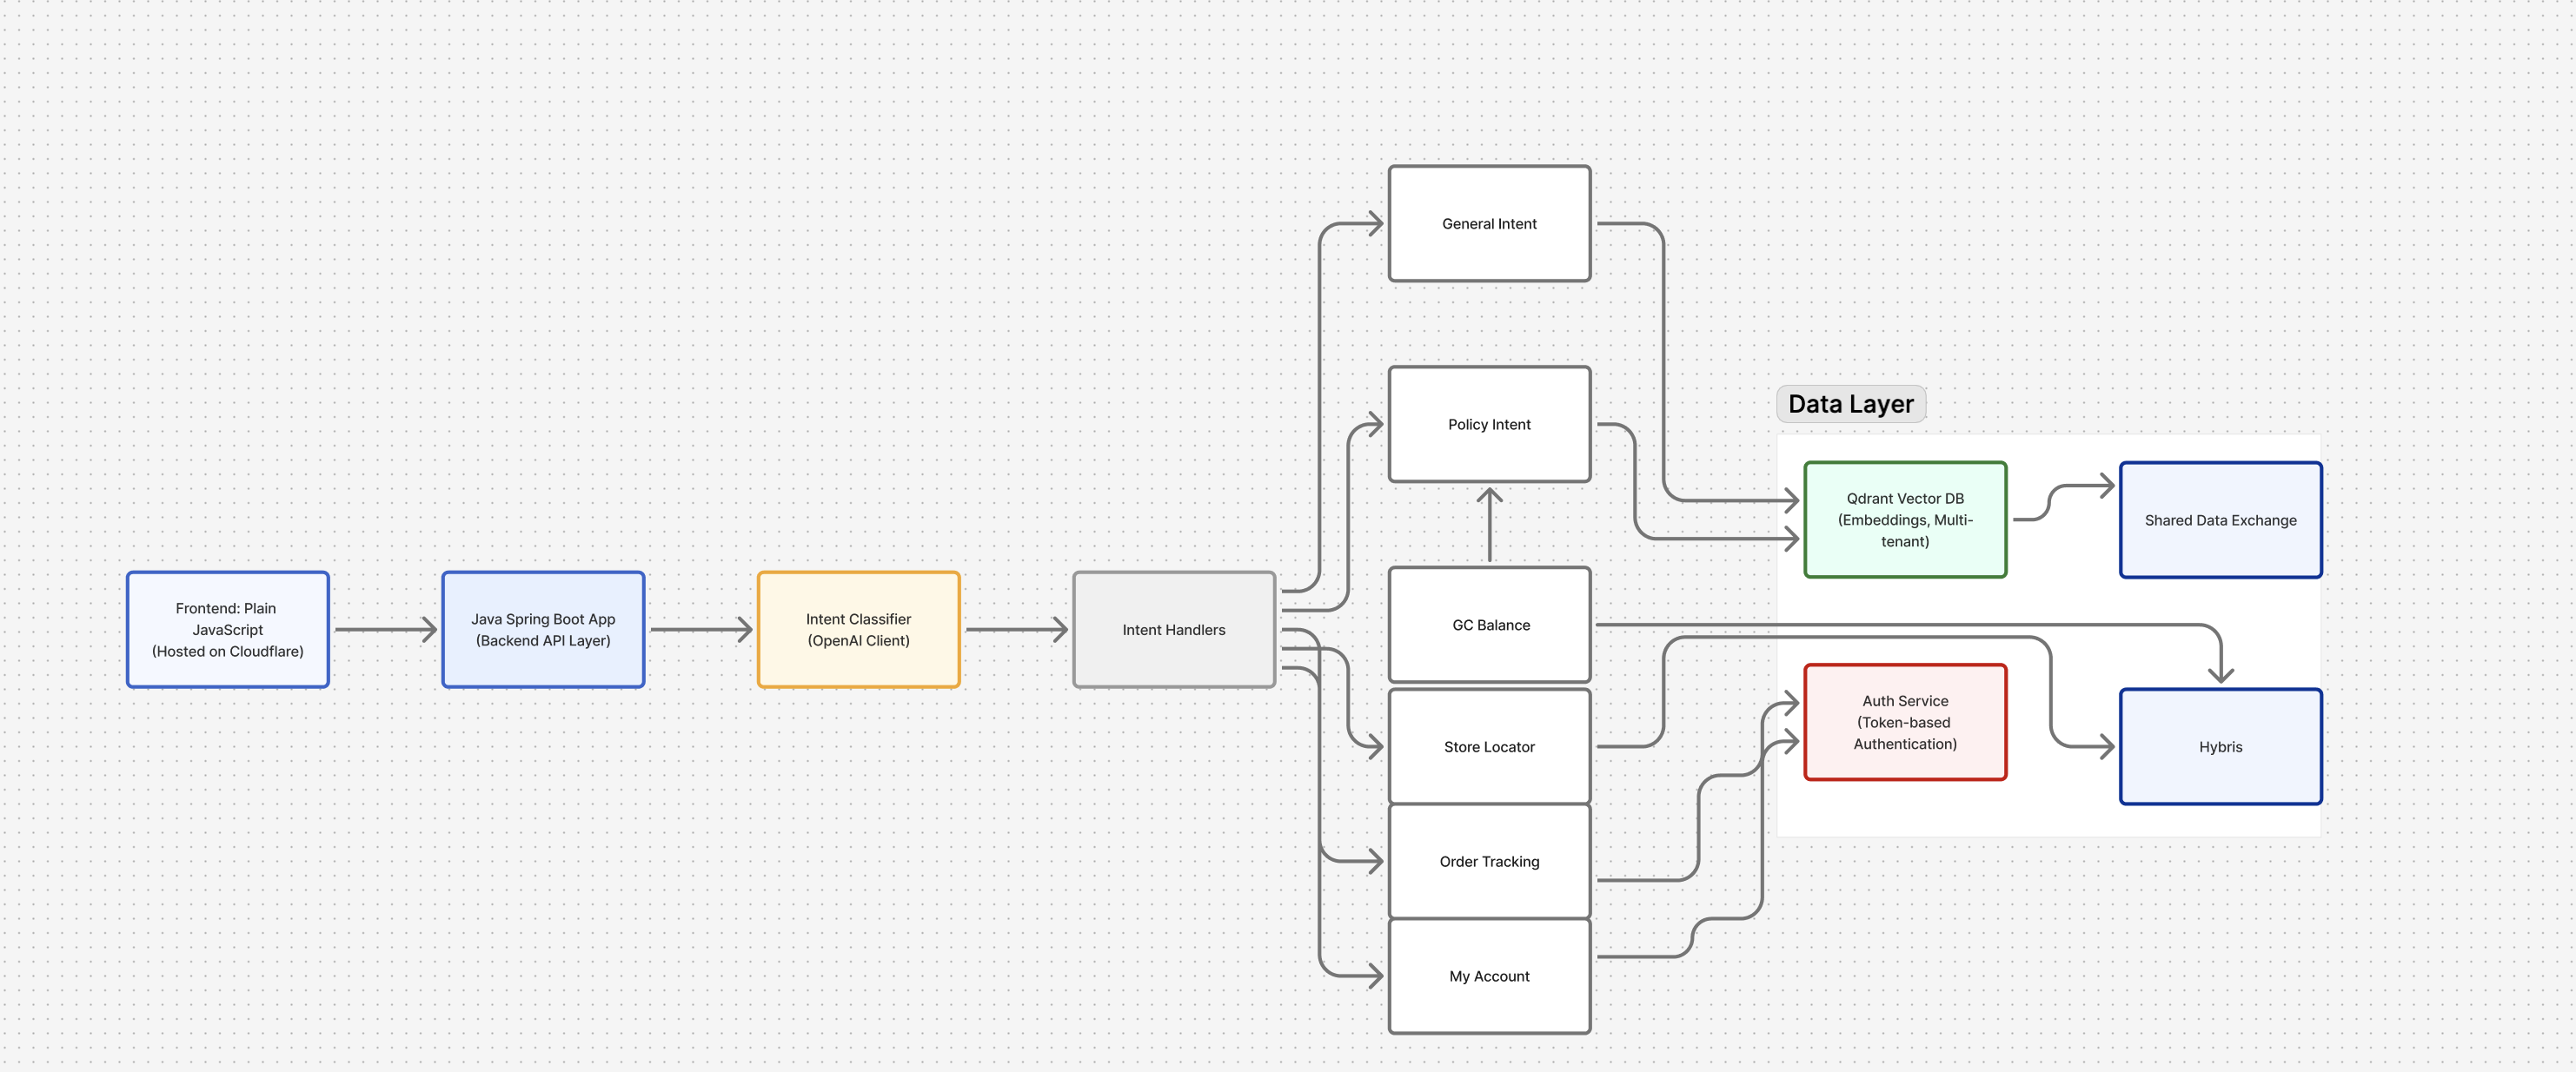 Frontend: Plain
JavaScript
(Hosted on Cloudflare)
Java Spring Boot App
(Backend API Layer)
Intent Classifier
(OpenAI Client)
Intent Handlers
General Intent
Policy Intent
GC Balance
Store Locator
Order Tracking
My Account
Data Layer
Qdrant Vector DB
(Embeddings, Multi-
tenant)
Shared Data Exchange
Auth Service
(Token-based
Authentication)
Hybris